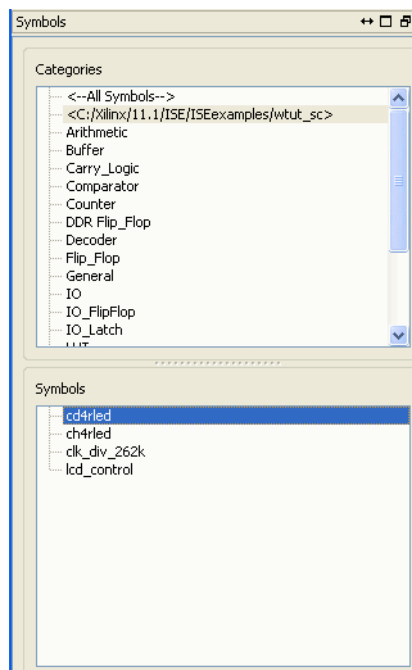 Symbols
Categories
<--All Symbols-->
<C:/Xilinx/11.1/ISE/ISEexamples/wtut_sc>
Arithmetic
Buffer
Carry_Logic
Comparator
Counter
DDR Flip_Flop
Decoder
Flip_Flop
General
IO
IO_FlipFlop
IO_Latch
Symbols
cd4rled
ch4rled
clk_div_262k
lcd_control